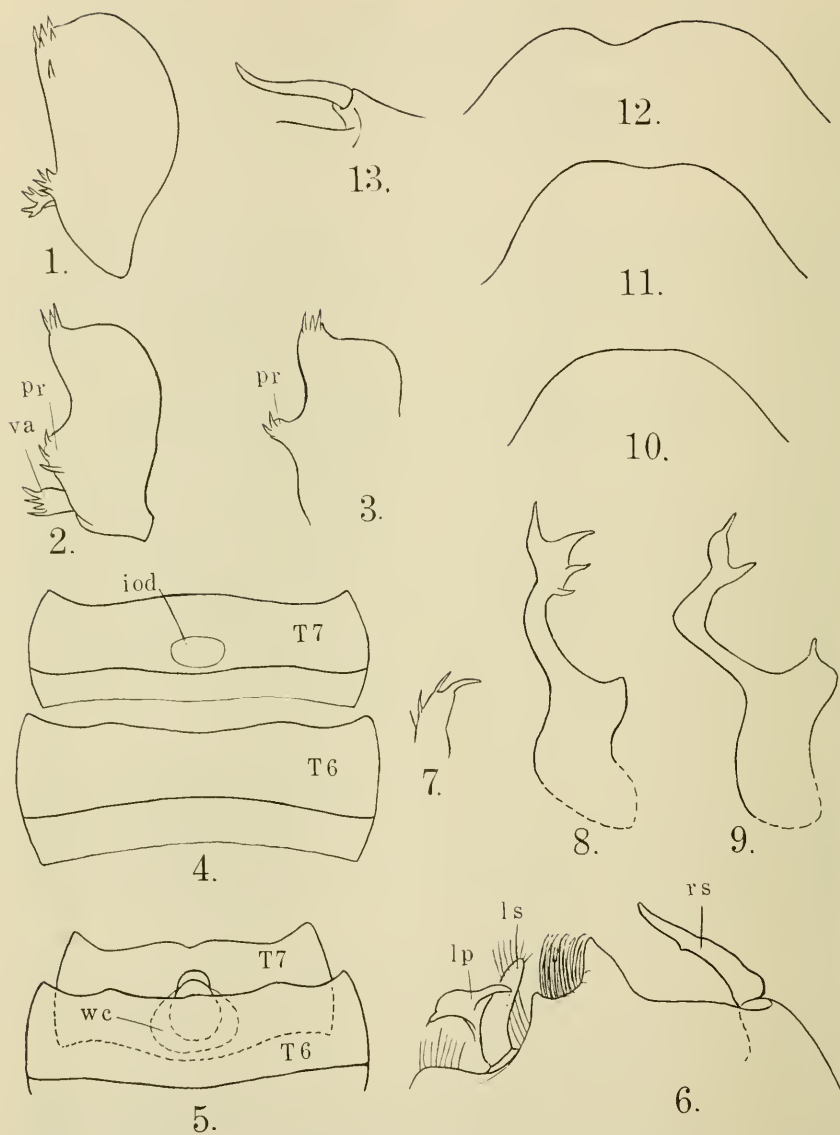 12.
13.
1.
11.
pr
va
pr
10.
2.
3.
iod
T7
T6
7.
4.
8.
9.
rs
ls
lp
T7
wc
T6
5.
6.